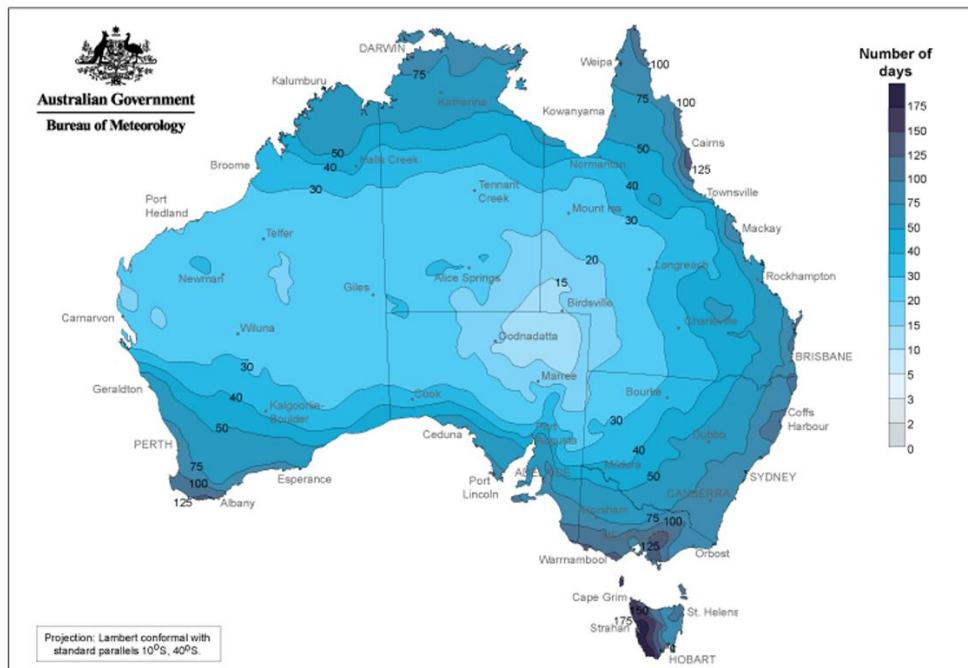 Australian Government
Bureau of Meteorology
Number of
days
175
150
125
100
75
50
40
30
20
15
10
5
3
2
0
DARWIN
75
Katherine
Kalumburu
50
40
Halls Creek
Broome
30
Port
Hedland
Weipa
100
75
Kowanyama
100
50
Cairns
Normanton
125
40
Townsville
30
Tennant
Creek
Mount Isa
Mackay
Telfer
20
Longreach
Newman
Alice Springs
15
Rockhampton
Giles
Birdsville
Carnarvon
Wiluna
Oodnadatta
Charleville
BRISBANE
30
Marree
Bourke
Geraldton
40
Kalgoorlie-
Boulder
Cook
Coffs
Harbour
50
Ceduna
Port
Augusta
30
Dubbo
PERTH
40
75
Mildura
SYDNEY
100
Esperance
Port
Lincoln
ADELAIDE
50
CANBERRA
125
Albany
Horsham
75
100
125
Orbost
Warrnambool
Cape Grim
150
St. Helens
175
Strahan
HOBART
Projection: Lambert conformal with
standard parallels 10⁰S, 40⁰S.